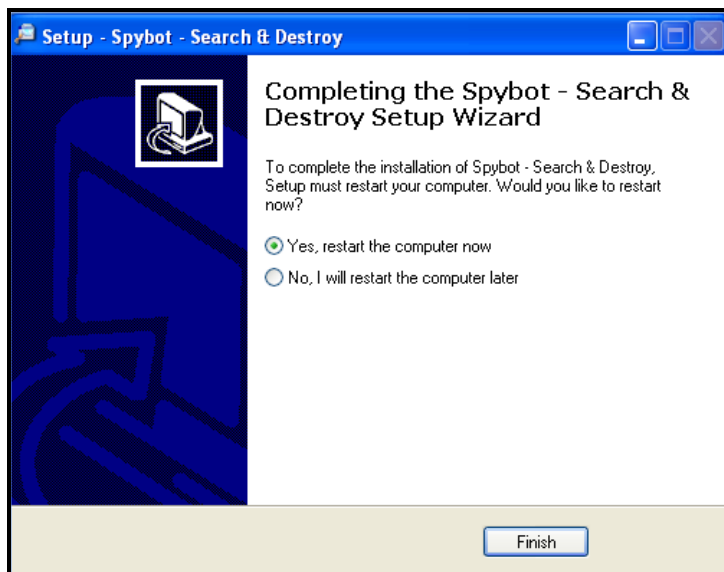 Setup - Spybot - Search & Destroy
Completing the Spybot - Search &
Destroy Setup Wizard
To complete the installation of Spybot - Search & Destroy,
Setup must restart your computer. Would you like to restart
now?
Yes, restart the computer now
No, I will restart the computer later
Finish